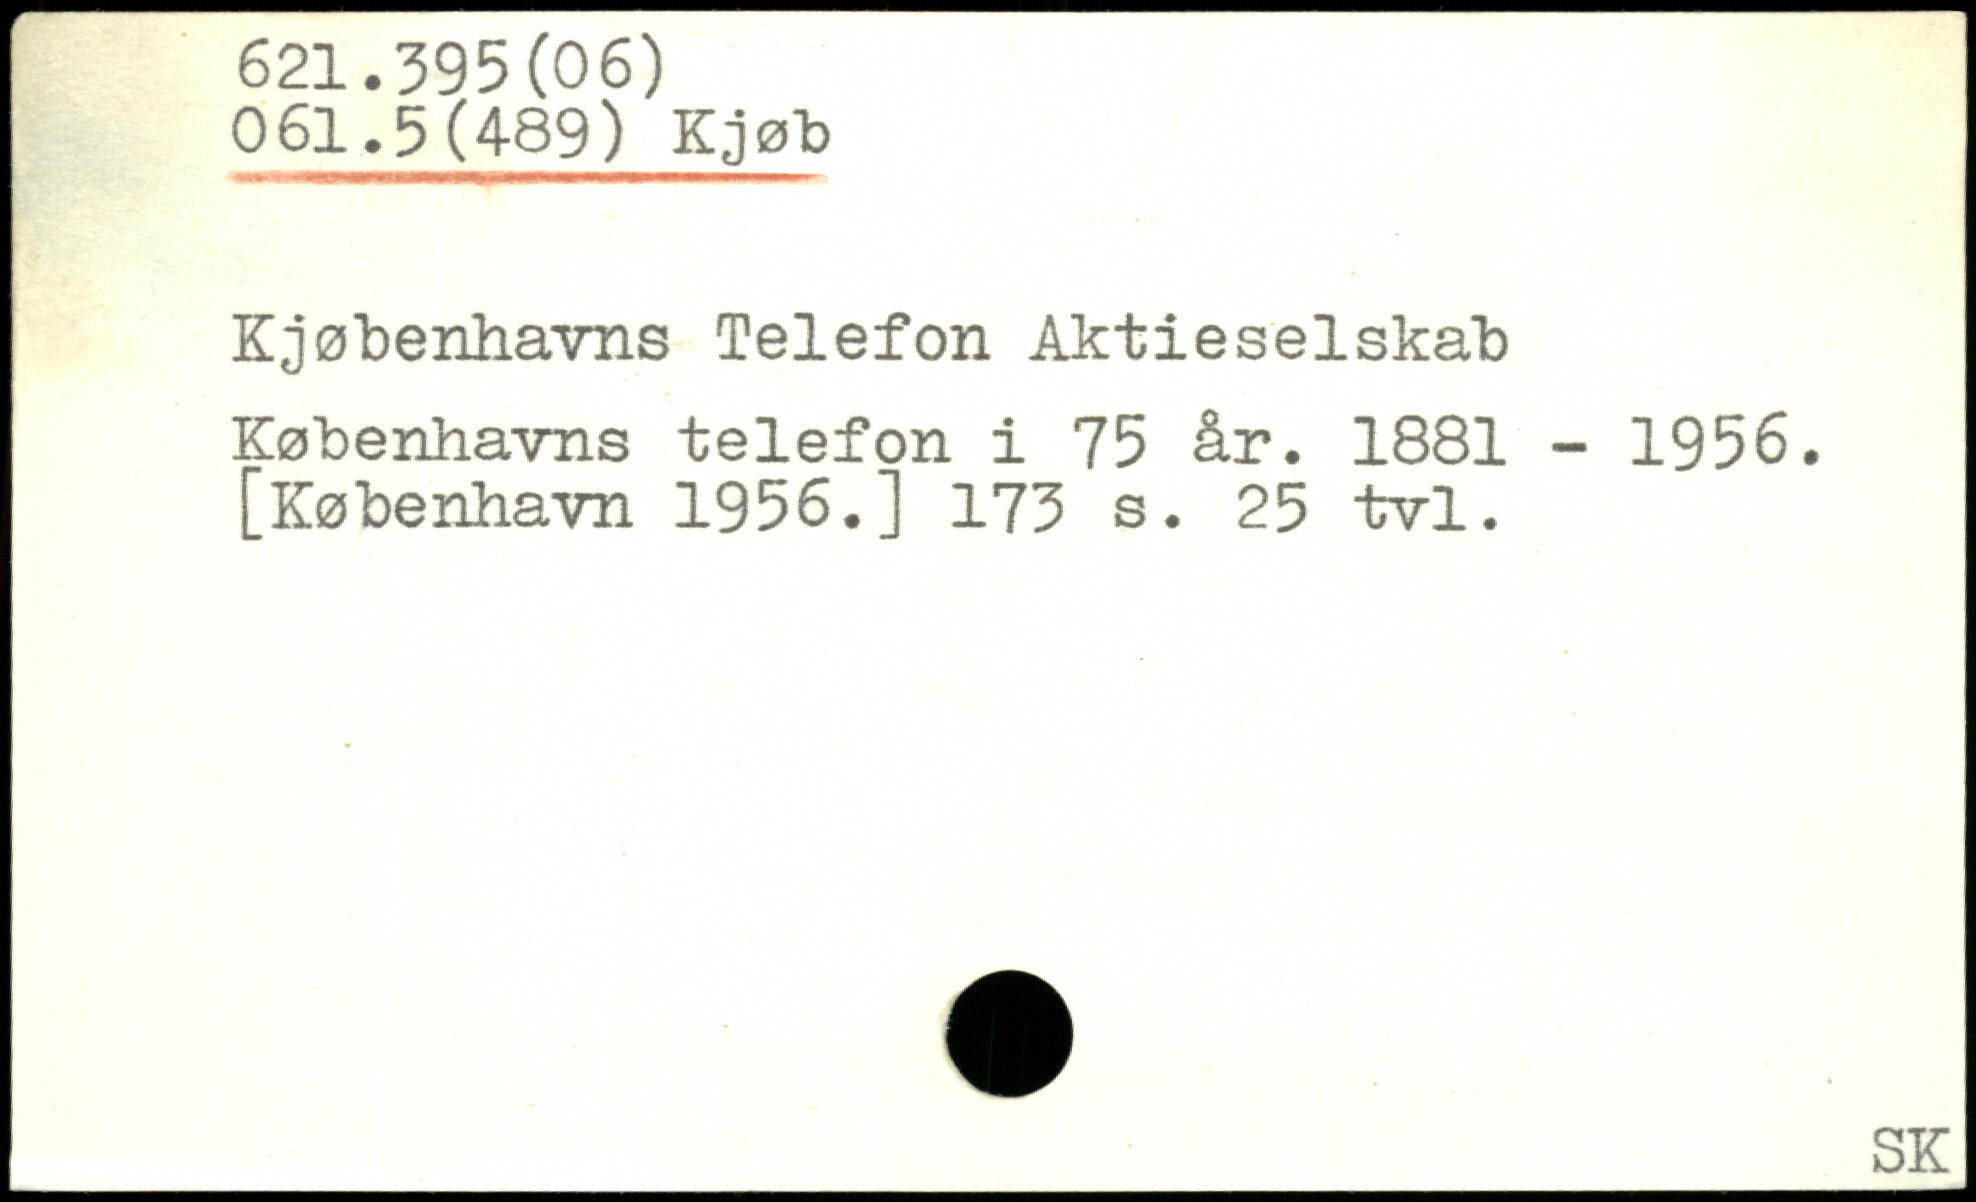 621.395(06)
061.5(489) Kjøb
Kjøbenhavns Telefon Aktieselskab
Københavns telefon i 75 år. 1881 - 1956.
[København 1956.] 173 s. 25 tvl.
SK